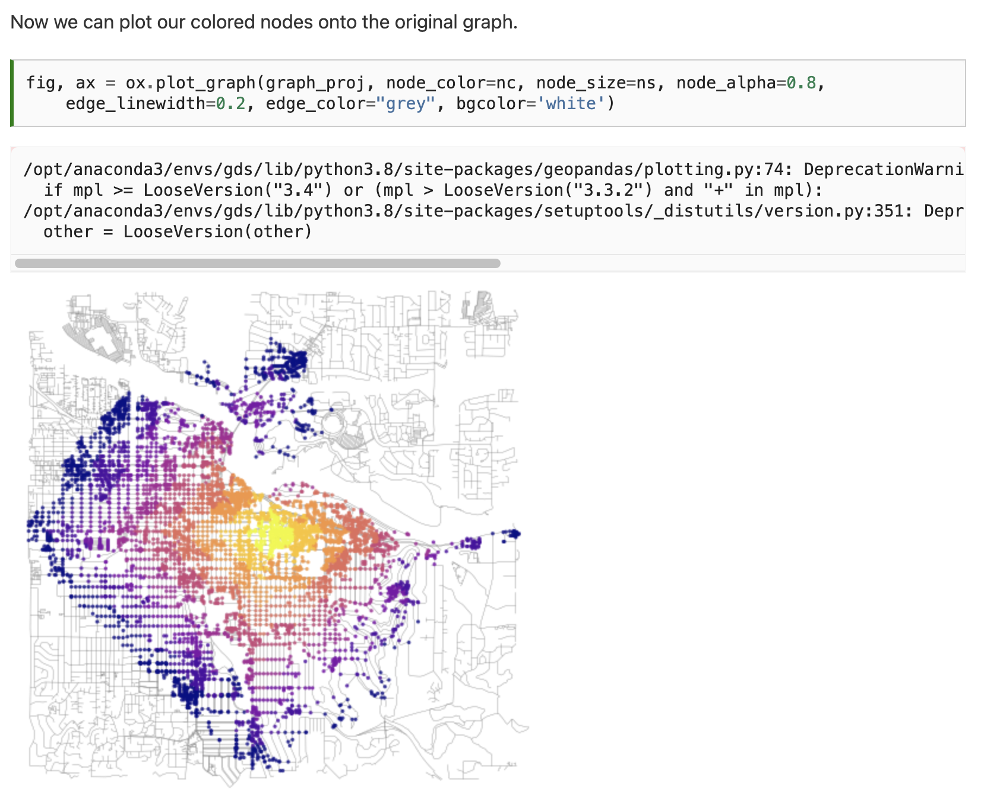 Now we can plot our colored nodes onto the original graph.
fig, ax = ox.plot_graph(graph_proj, node_color=nc, node_size=ns, node_alpha=0.8,
    edge_linewidth=0.2, edge_color="grey", bgcolor='white')
/opt/anaconda3/envs/gds/lib/python3.8/site-packages/geopandas/plotting.py:74: DeprecationWarni
  if mpl >= LooseVersion("3.4") or (mpl > LooseVersion("3.3.2") and "+" in mpl):
/opt/anaconda3/envs/gds/lib/python3.8/site-packages/setuptools/_distutils/version.py:351: Depr
  other = LooseVersion(other)